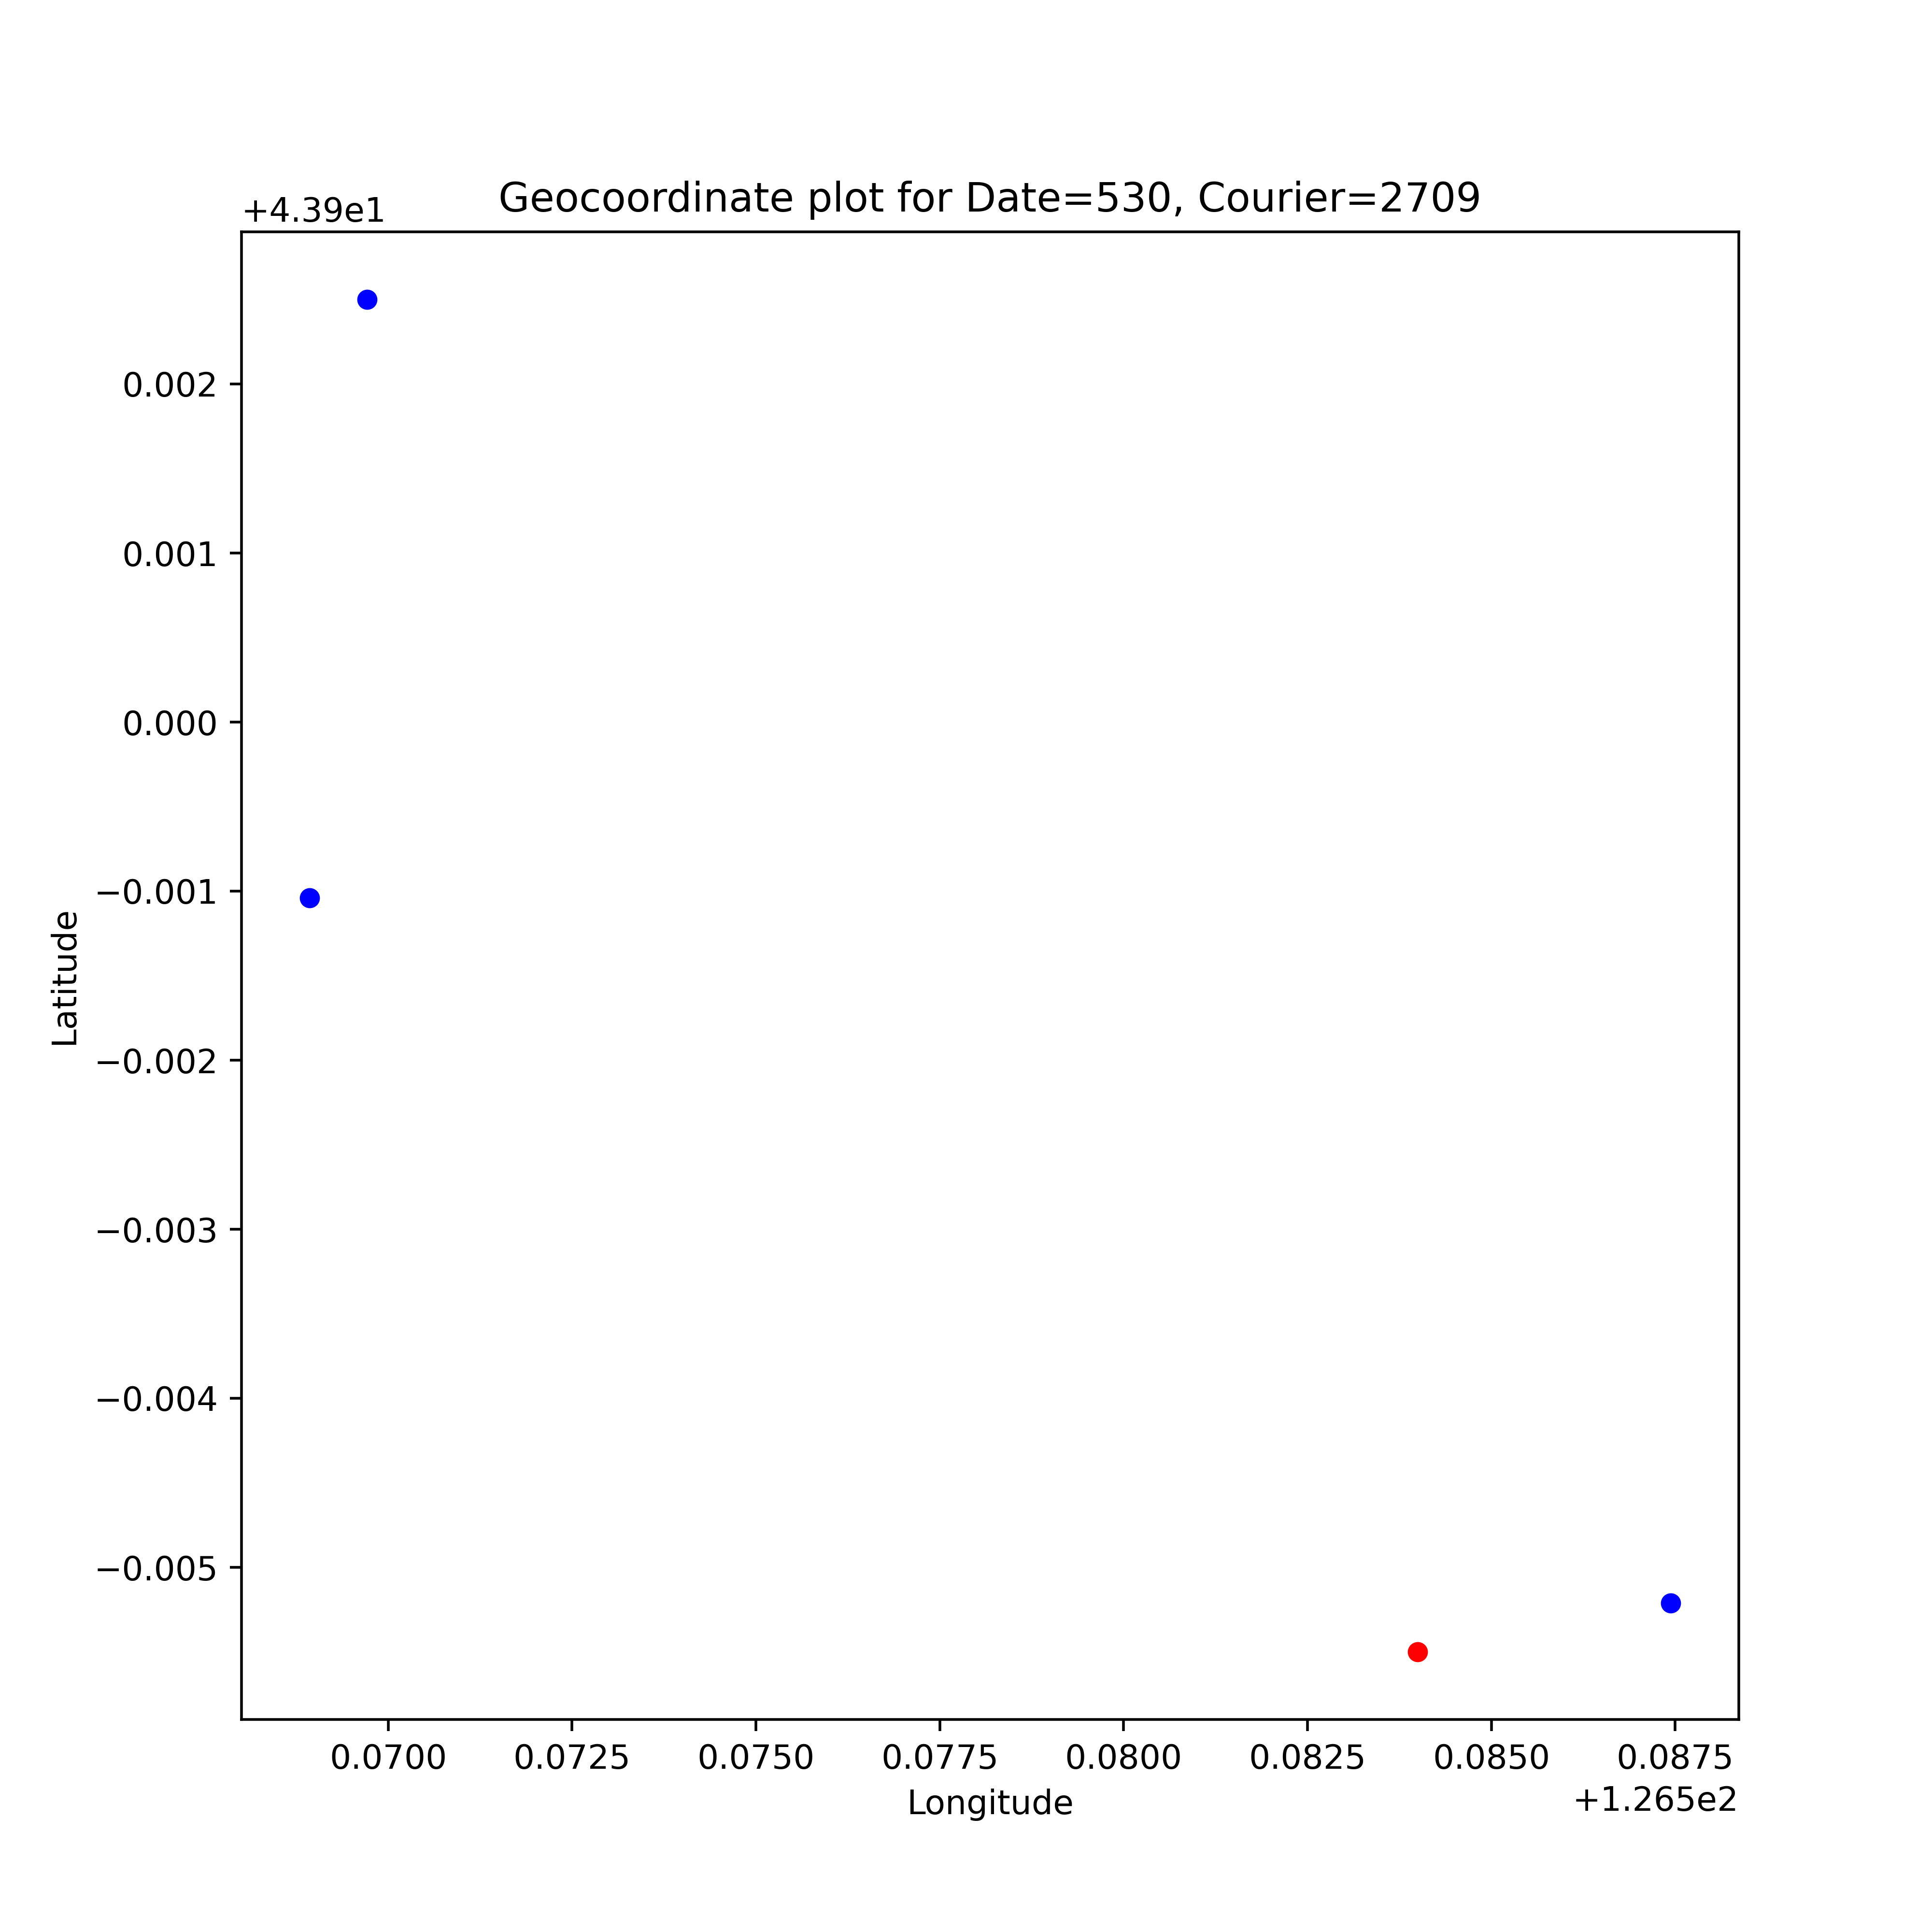 Geocoordinate plot for Date=530, Courier=2709
+4.39e1
0.002
0.001
0.000
−0.001
−0.002
−0.003
−0.004
−0.005
Latitude
0.0700 0.0725 0.0750 0.0775 0.0800 0.0825 0.0850 0.0875
Longitude
+1.265e2